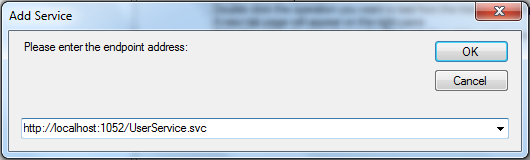 Add Service
Please enter the endpoint address:
OK
Cancel
http://localhost:1052/UserService.svc